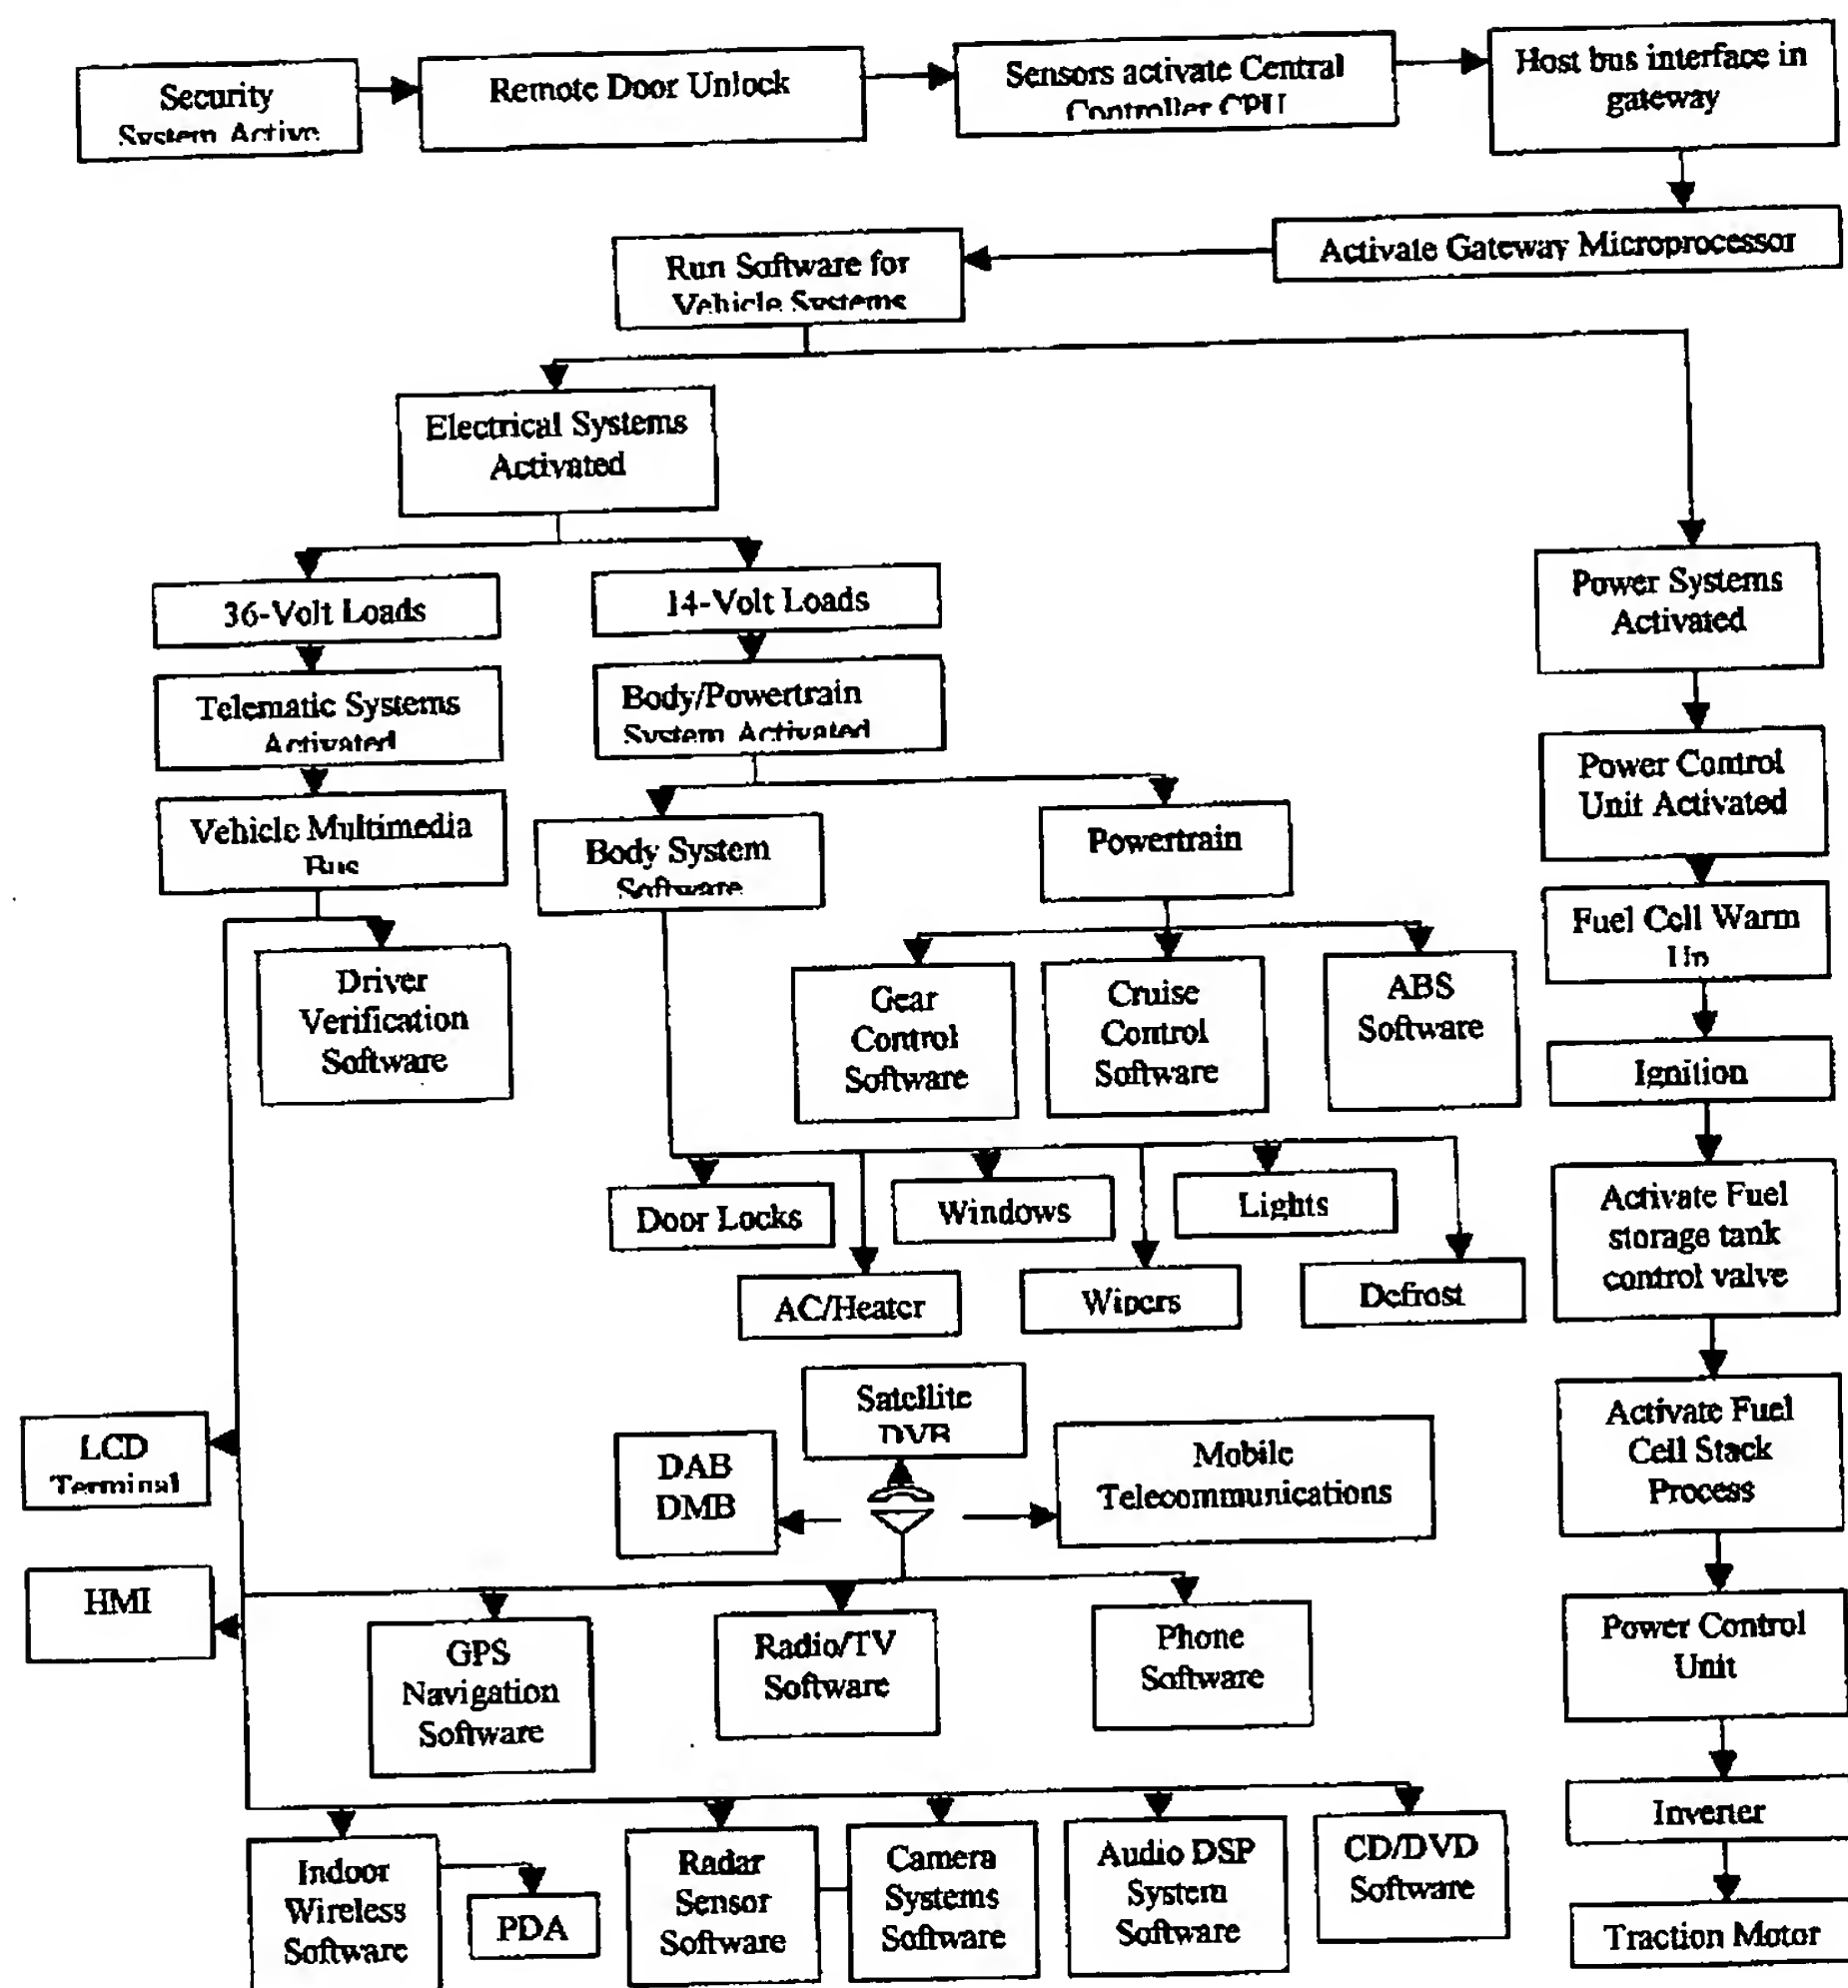 Security
System Active
Remote Door Unlock
Sensors activate Central
Controller CPU
Host bus interface in
gateway
Activate Gateway Microprocessor
Run Software for
Vehicle Systems
Electrical Systems
Activated
36-Volt Loads
14-Volt Loads
Power Systems
Activated
Telematic Systems
Activated
Body/Powertrain
System Activated
Power Control
Unit Activated
Vehicle Multimedia
Bus
Body System
Software
Powertrain
Fuel Cell Warm
Up
Driver
Verification
Software
Gear
Control
Software
Cruise
Control
Software
ABS
Software
Ignition
Door Locks
Windows
Lights
Activate Fuel
storage tank
control valve
AC/Heater
Wipers
Defrost
Satellite
DVB
LCD
Terminal
DAB
DMB
Mobile
Telecommunications
Activate Fuel
Cell Stack
Process
HMI
GPS
Navigation
Software
Radio/TV
Software
Phone
Software
Power Control
Unit
Inverter
Indoor
Wireless
Software
PDA
Radar
Sensor
Software
Camera
Systems
Software
Audio DSP
System
Software
CD/DVD
Software
Traction Motor